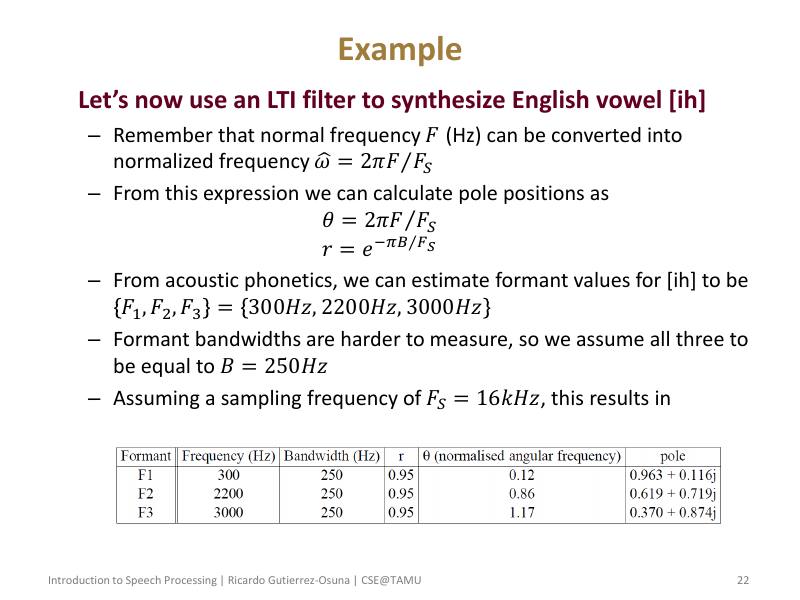 Example
Let's now use an LTI filter to synthesize English vowel [ih]
– Remember that normal frequency F (Hz) can be converted into
normalized frequency ω̂ = 2πF/F_S
– From this expression we can calculate pole positions as
θ = 2πF/F_S
r = e^{−πB/F_S}
– From acoustic phonetics, we can estimate formant values for [ih] to be
{F₁, F₂, F₃} = {300Hz, 2200Hz, 3000Hz}
– Formant bandwidths are harder to measure, so we assume all three to
be equal to B = 250Hz
– Assuming a sampling frequency of F_S = 16kHz, this results in
Formant Frequency (Hz) Bandwidth (Hz) r θ (normalised angular frequency) pole
F1 300 250 0.95 0.12 0.963 + 0.116j
F2 2200 250 0.95 0.86 0.619 + 0.719j
F3 3000 250 0.95 1.17 0.370 + 0.874j
Introduction to Speech Processing | Ricardo Gutierrez-Osuna | CSE@TAMU 22